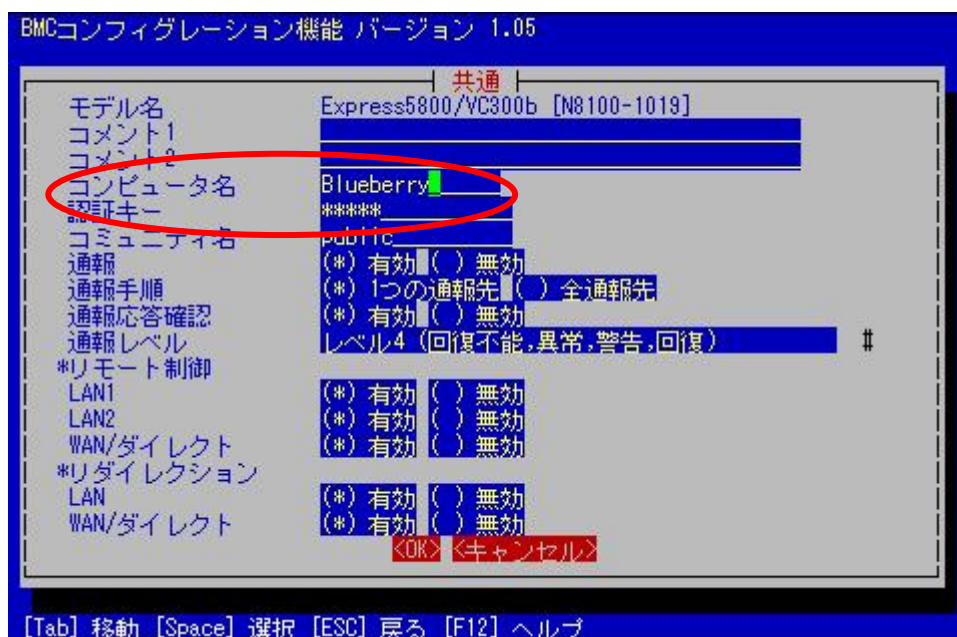 BMCコンフィグレーション機能 バージョン 1.05
共通
モデル名 Express5800/VC300b [N8100-1019]
コメント1
コメント2
コンピュータ名 Blueberry
認証キー *****
コミュニティ名 public
通報 (*) 有効 ( ) 無効
通報手順 (*) 1つの通報先 ( ) 全通報先
通報応答確認 (*) 有効 ( ) 無効
通報レベル レベル4 (回復不能,異常,警告,回復) #
*リモート制御
LAN1 (*) 有効 ( ) 無効
LAN2 (*) 有効 ( ) 無効
WAN/ダイレクト (*) 有効 ( ) 無効
*リダイレクション
LAN (*) 有効 ( ) 無効
WAN/ダイレクト (*) 有効 ( ) 無効
<OK> <キャンセル>
[Tab] 移動 [Space] 選択 [ESC] 戻る [F12] ヘルプ